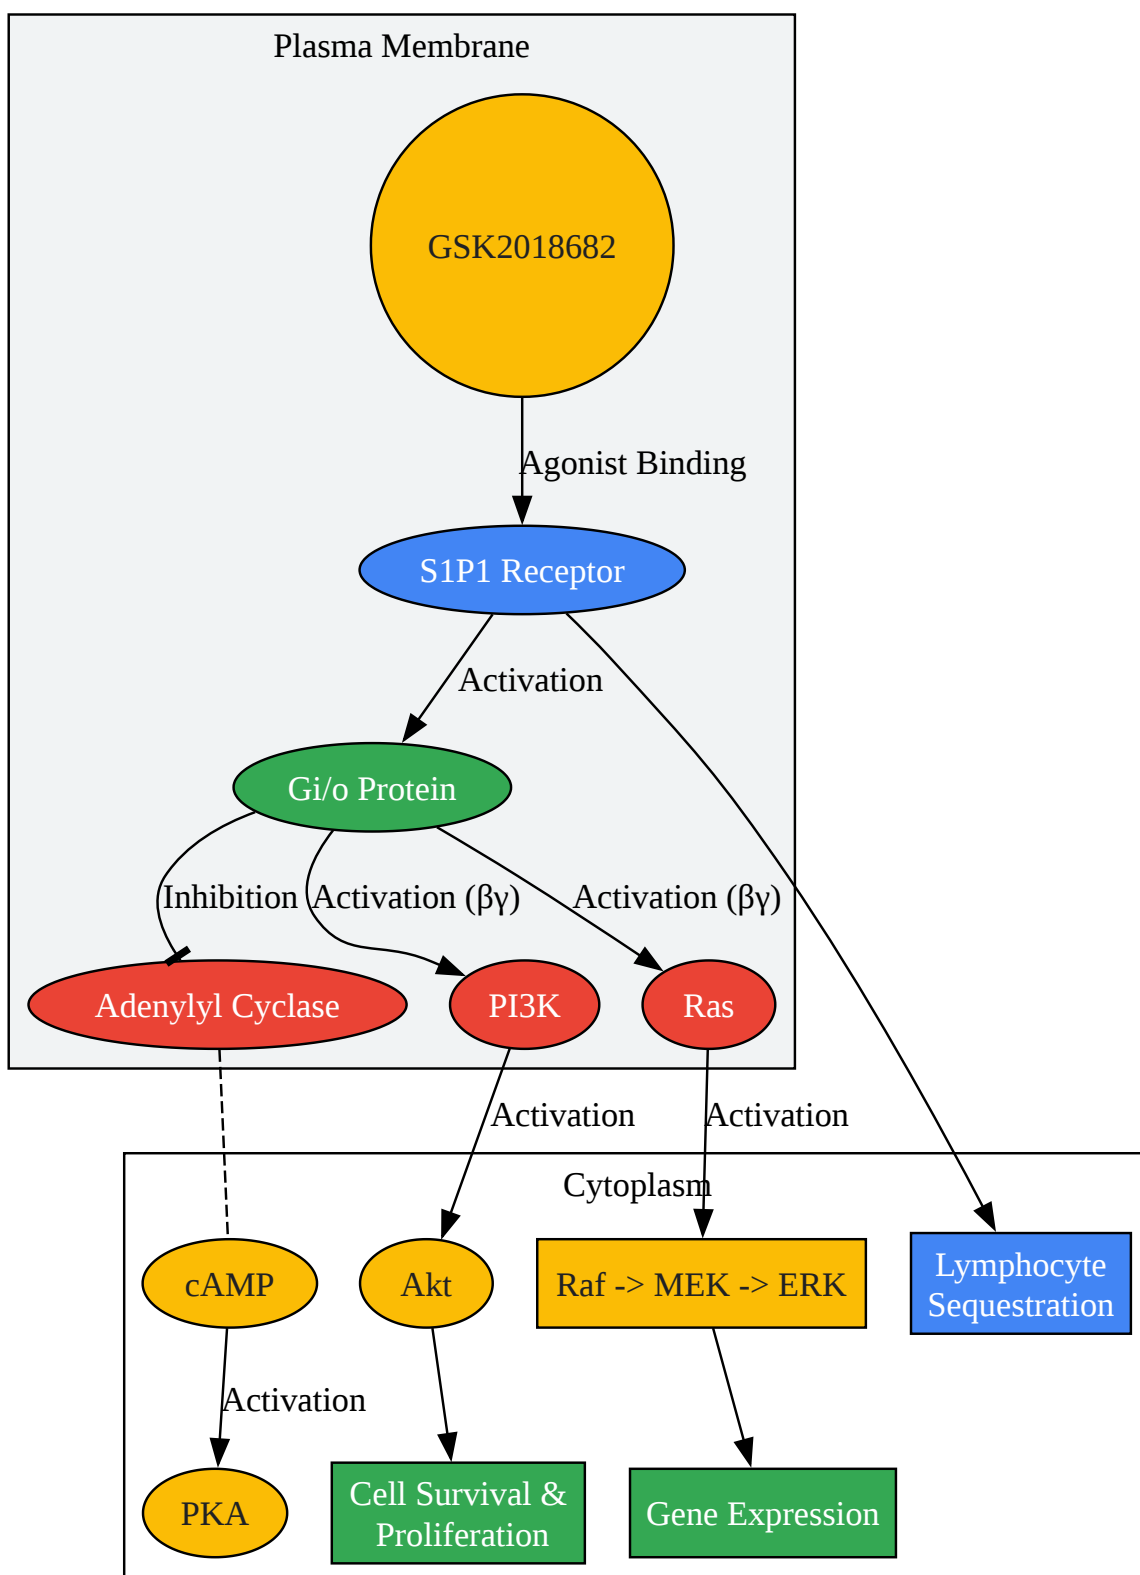 Plasma Membrane
GSK2018682
Agonist Binding
S1P1 Receptor
Activation
Gi/o Protein
Inhibition
Activation (βγ)
Activation (βγ)
Adenylyl Cyclase
PI3K
Ras
Activation
Activation
Cytoplasm
cAMP
Akt
Raf -> MEK -> ERK
Lymphocyte
Sequestration
Activation
PKA
Cell Survival &
Proliferation
Gene Expression